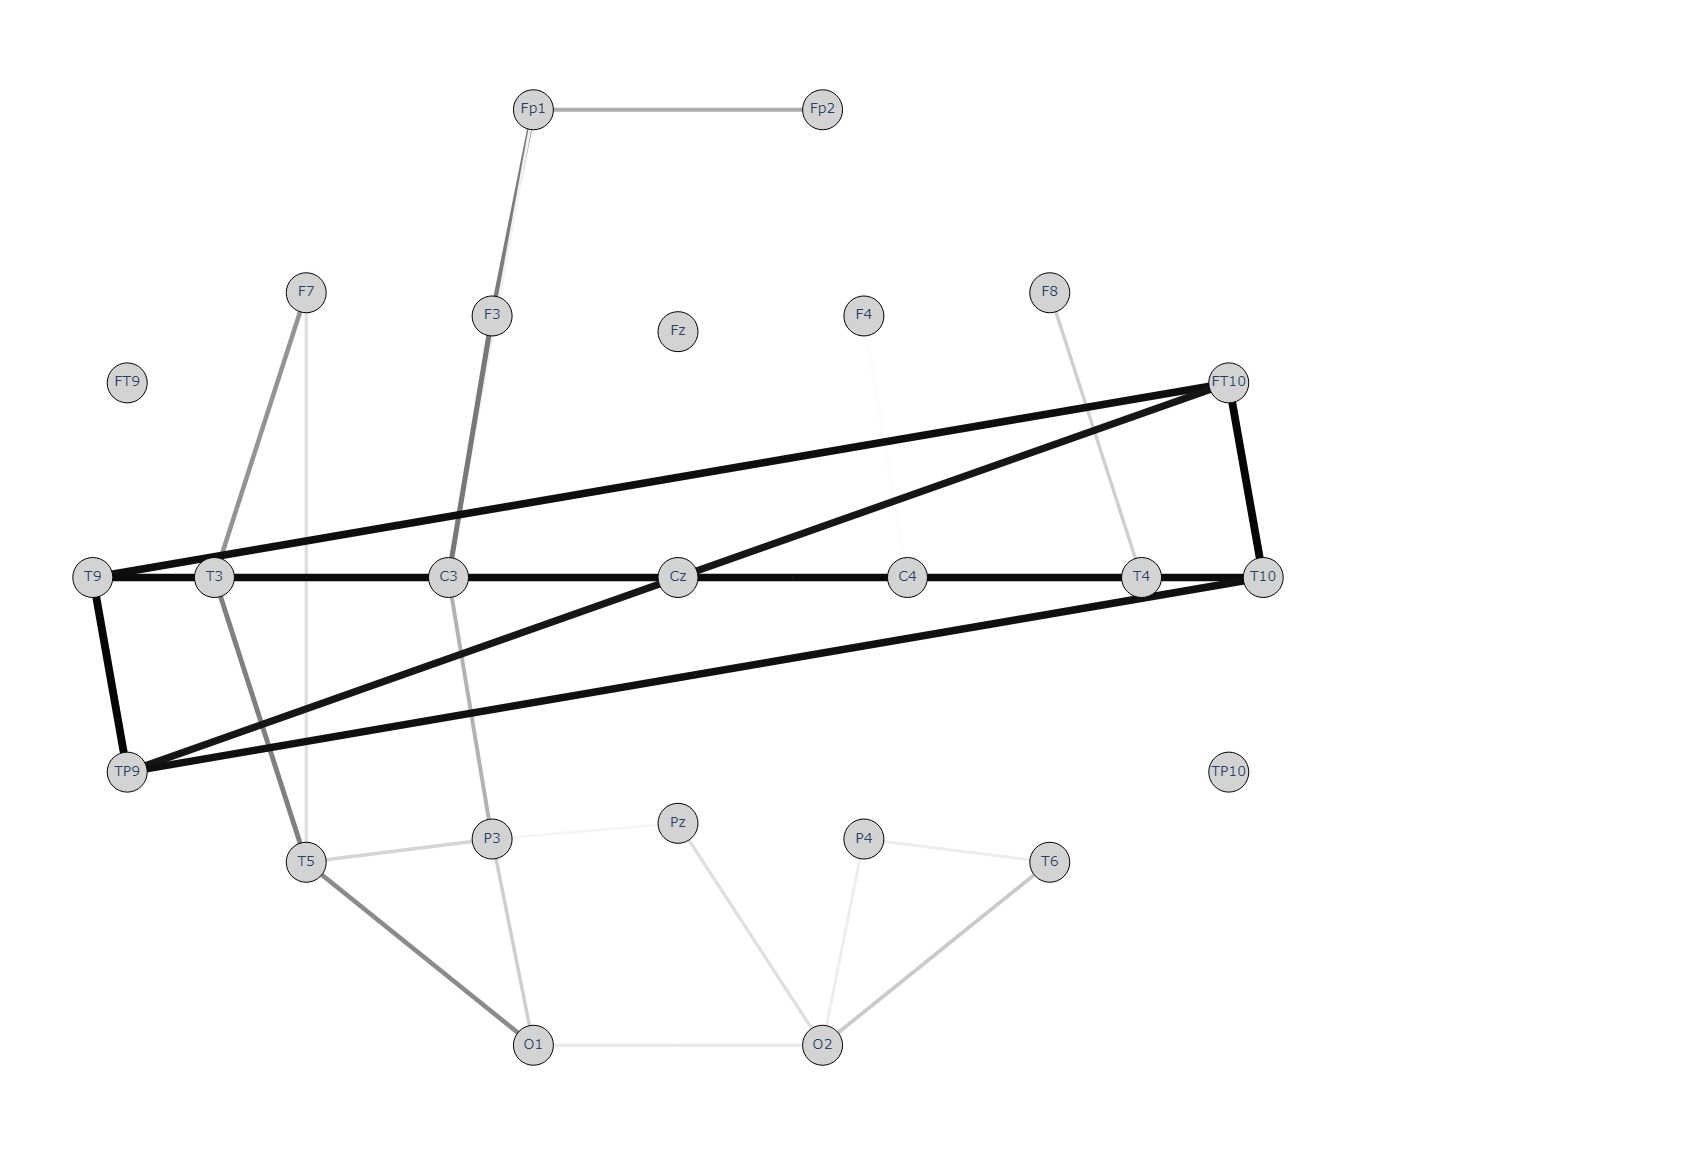 Fp1 Fp2
F7 F3 Fz F4 F8
FT9 FT10
T9 T3 C3 Cz C4 T4 T10
TP9 TP10
T5 P3 Pz P4 T6
O1 O2